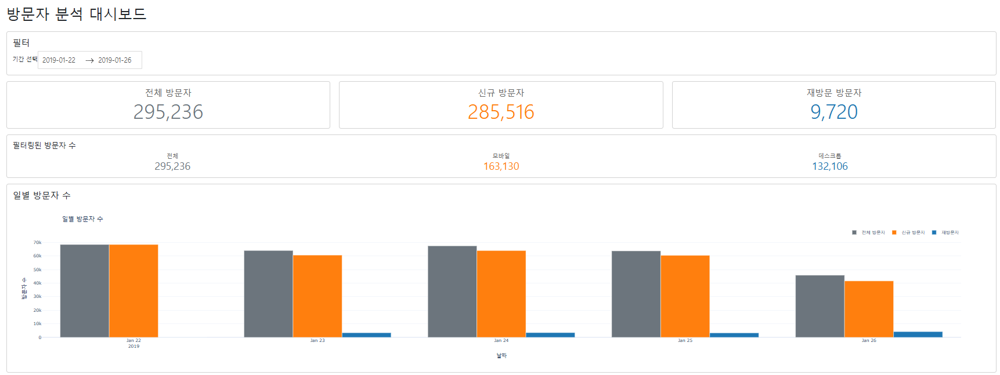 방문자 분석 대시보드
필터
기간 선택 2019-01-22 → 2019-01-26
전체 방문자
295,236
신규 방문자
285,516
재방문 방문자
9,720
필터링된 방문자 수
전체
295,236
모바일
163,130
데스크톱
132,106
일별 방문자 수
일별 방문자 수
전체 방문자 신규 방문자 재방문자
방문자 수
70k
60k
50k
40k
30k
20k
10k
0
Jan 22
2019
Jan 23
Jan 24
Jan 25
Jan 26
날짜